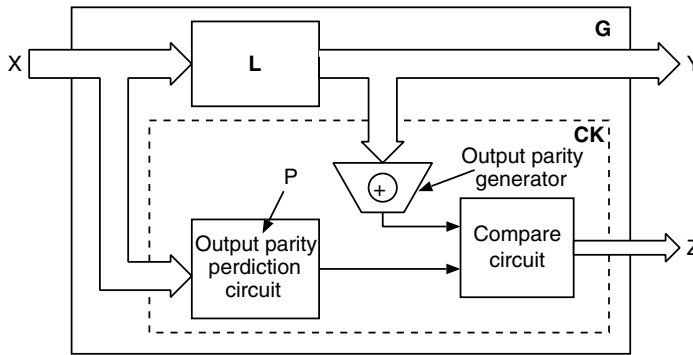 G
X
L
Y
CK
Output parity
generator
+
P
Output parity
perdiction
circuit
Compare
circuit
Z